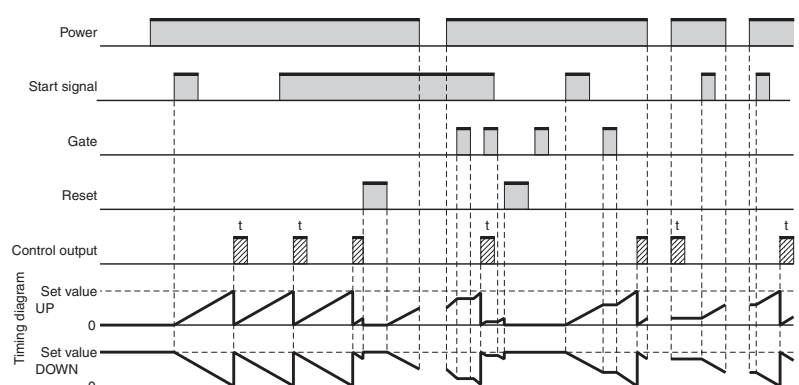 Power
Start signal
Gate
Reset
t t t t t
Control output
Timing diagram
Set value
UP
0
Set value
DOWN
0